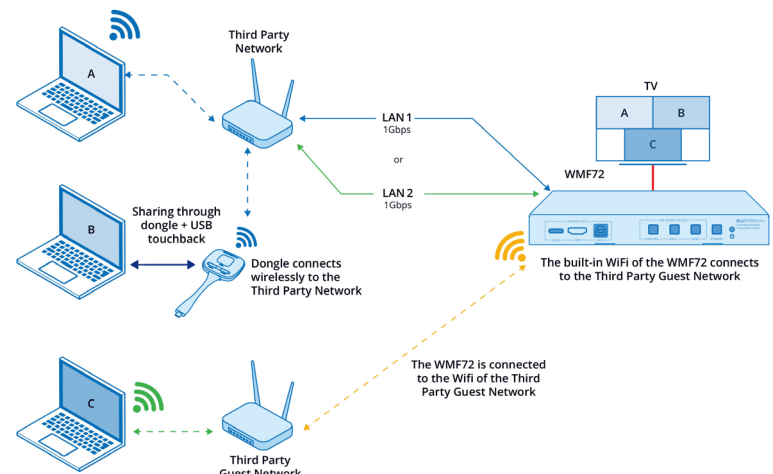 A
Third Party
Network
LAN 1
1Gbps
or
LAN 2
1Gbps
TV
A
B
C
WMF72
B
Sharing through
dongle + USB
touchback
Dongle connects
wirelessly to the
Third Party Network
The built-in WiFi of the WMF72 connects
to the Third Party Guest Network
The WMF72 is connected
to the Wifi of the Third
Party Guest Network
C
Third Party
Guest Network